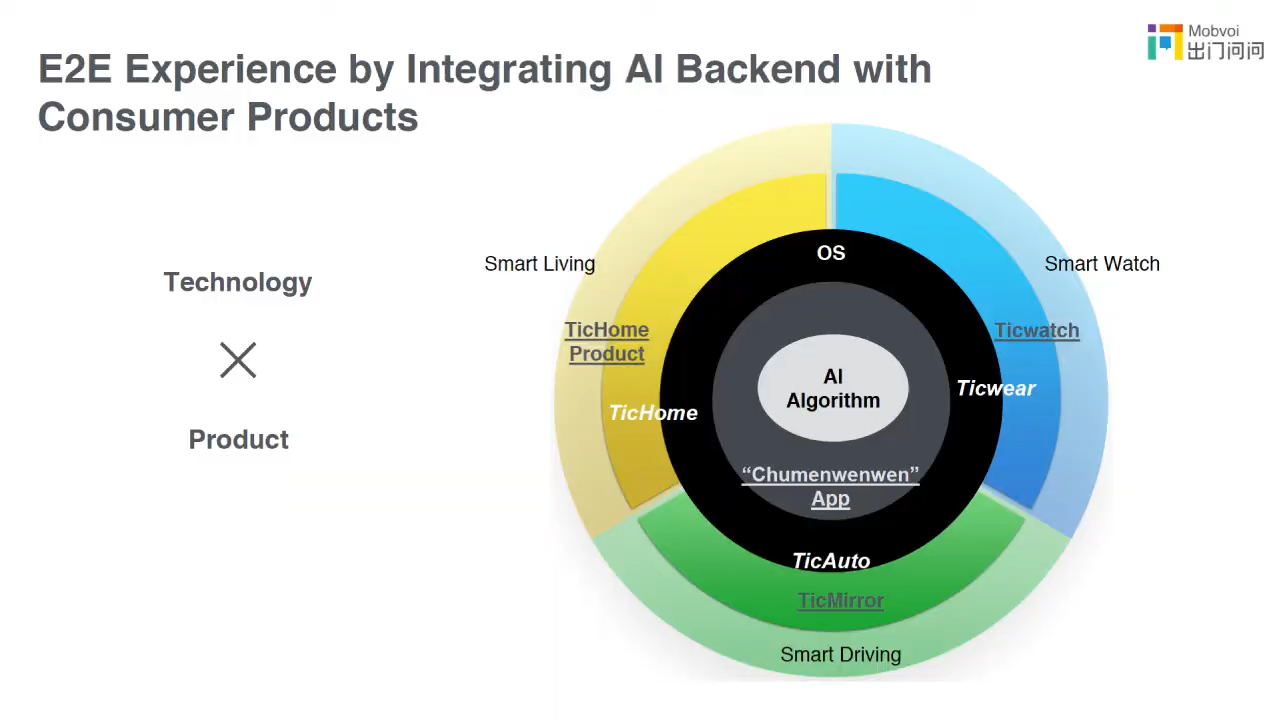 Mobvoi
出门问问
E2E Experience by Integrating AI Backend with
Consumer Products
Technology
Product
Smart Living
Smart Watch
OS
TicHome
Product
Ticwatch
AI
Algorithm
Ticwear
TicHome
“Chumenwenwen”
App
TicAuto
TicMirror
Smart Driving